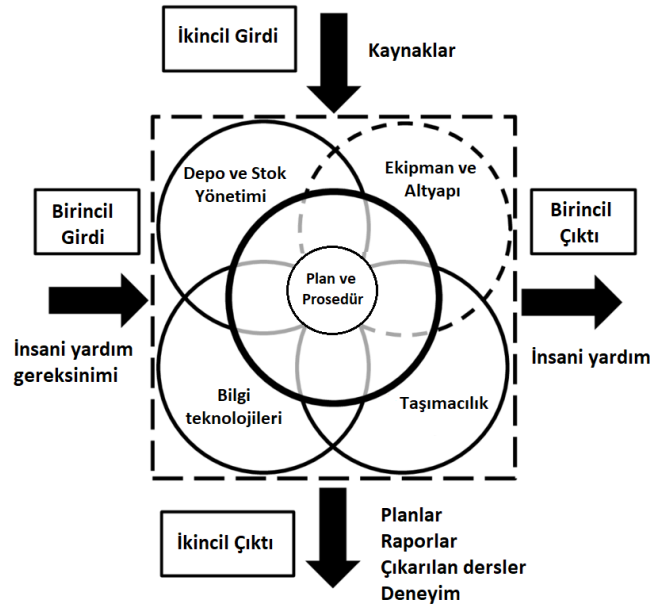 İkincil Girdi
Kaynaklar
Depo ve Stok
Yönetimi
Ekipman ve
Altyapı
Birincil
Girdi
Birincil
Çıktı
Plan ve
Prosedür
İnsani yardım
gereksinimi
İnsani yardım
Bilgi
teknolojileri
Taşımacılık
İkincil Çıktı
Planlar
Raporlar
Çıkarılan dersler
Deneyim